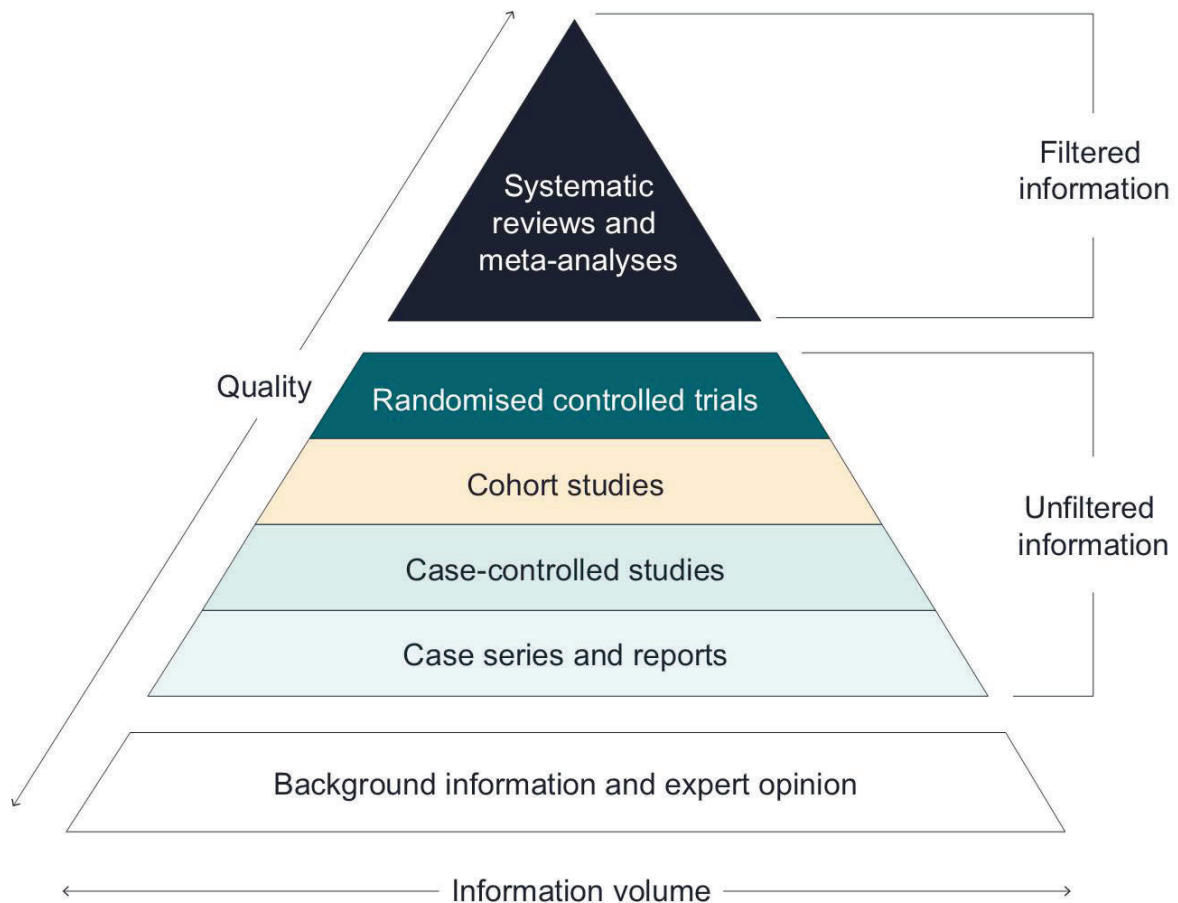 Systematic
reviews and
meta-analyses
Filtered
information
Quality
Randomised controlled trials
Cohort studies
Case-controlled studies
Case series and reports
Unfiltered
information
Background information and expert opinion
Information volume